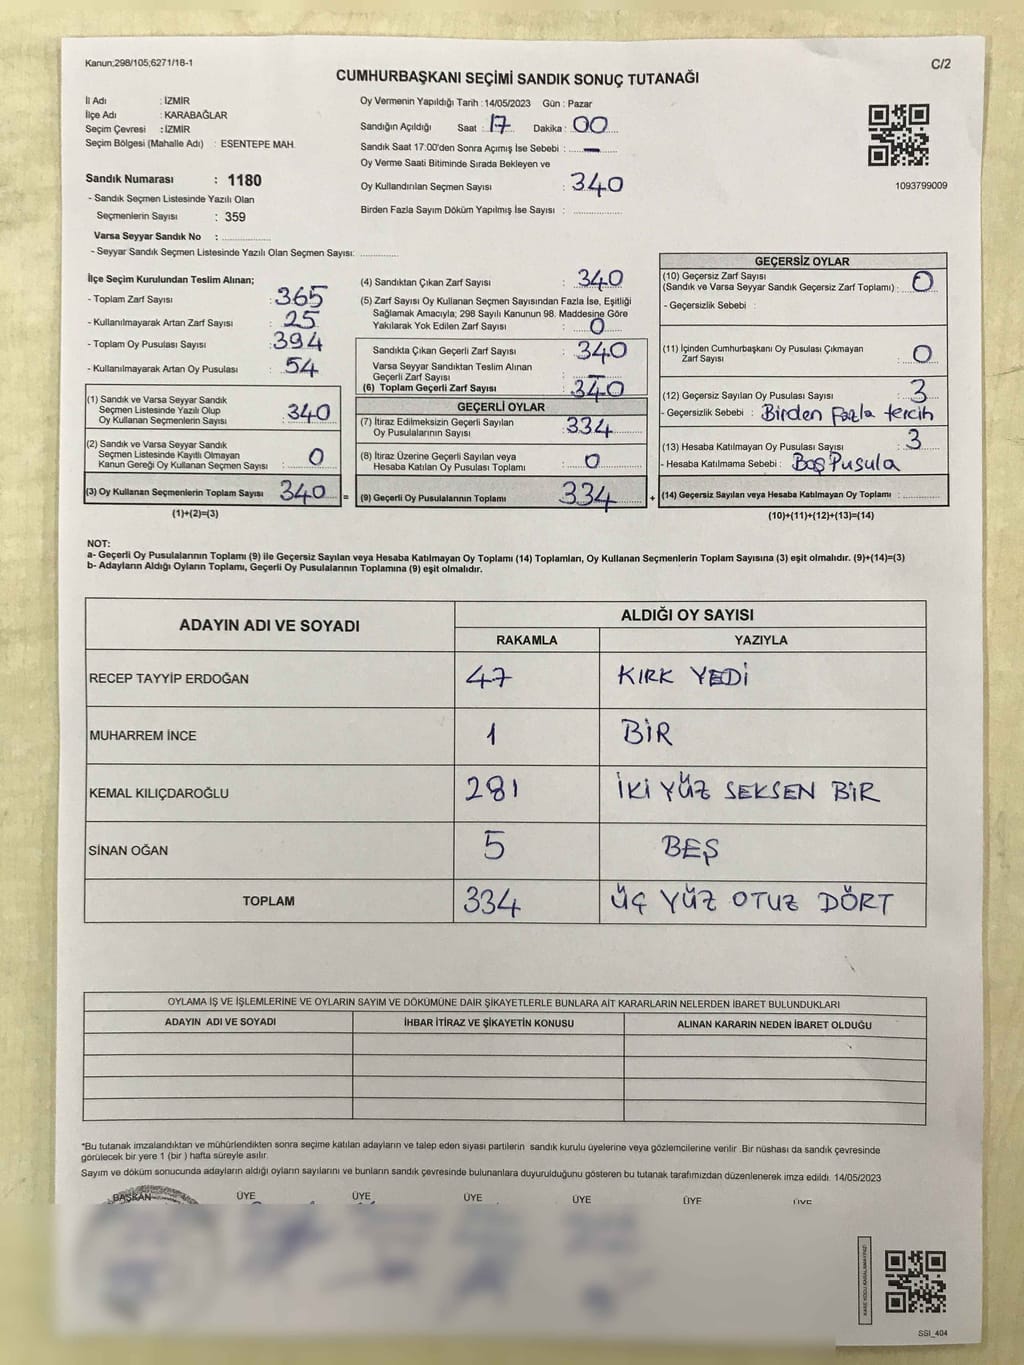 Kanun;298/105;6271/18-1
C/2
CUMHURBAŞKANI SEÇİMİ SANDIK SONUÇ TUTANAĞI
İl Adı : İZMİR
İlçe Adı : KARABAĞLAR
Seçim Çevresi : İZMİR
Seçim Bölgesi (Mahalle Adı) : ESENTEPE MAH.
Sandık Numarası : 1180
- Sandık Seçmen Listesinde Yazılı Olan
Seçmenlerin Sayısı : 359
Varsa Seyyar Sandık No :
- Seyyar Sandık Seçmen Listesinde Yazılı Olan Seçmen Sayısı:
Oy Vermenin Yapıldığı Tarih : 14/05/2023 Gün : Pazar
Sandığın Açıldığı Saat : 17 Dakika : 00
Sandık Saat 17:00'den Sonra Açımış İse Sebebi : —
Oy Verme Saati Bitiminde Sırada Bekleyen ve
Oy Kullandırılan Seçmen Sayısı : 340
Birden Fazla Sayım Döküm Yapılmış İse Sayısı :
1093799009
İlçe Seçim Kurulundan Teslim Alınan;
- Toplam Zarf Sayısı : 365
- Kullanılmayarak Artan Zarf Sayısı : 25
- Toplam Oy Pusulası Sayısı : 394
- Kullanılmayarak Artan Oy Pusulası : 54
(1) Sandık ve Varsa Seyyar Sandık
Seçmen Listesinde Yazılı Olup
Oy Kullanan Seçmenlerin Sayısı : 340
(2) Sandık ve Varsa Seyyar Sandık
Seçmen Listesinde Kayıtlı Olmayan
Kanun Gereği Oy Kullanan Seçmen Sayısı : 0
(3) Oy Kullanan Seçmenlerin Toplam Sayısı 340 =
(1)+(2)=(3)
(4) Sandıktan Çıkan Zarf Sayısı : 340
(5) Zarf Sayısı Oy Kullanan Seçmen Sayısından Fazla İse, Eşitliği
Sağlamak Amacıyla; 298 Sayılı Kanunun 98. Maddesine Göre
Yakılarak Yok Edilen Zarf Sayısı : 0
Sandıkta Çıkan Geçerli Zarf Sayısı : 340
Varsa Seyyar Sandıktan Teslim Alınan
Geçerli Zarf Sayısı : —
(6) Toplam Geçerli Zarf Sayısı : 340
GEÇERLİ OYLAR
(7) İtiraz Edilmeksizin Geçerli Sayılan
Oy Pusulalarının Sayısı : 334
(8) İtiraz Üzerine Geçerli Sayılan veya
Hesaba Katılan Oy Pusulası Toplamı : 0
(9) Geçerli Oy Pusulalarının Toplamı 334 +
GEÇERSİZ OYLAR
(10) Geçersiz Zarf Sayısı
(Sandık ve Varsa Seyyar Sandık Geçersiz Zarf Toplamı) : 0
- Geçersizlik Sebebi :
(11) İçinden Cumhurbaşkanı Oy Pusulası Çıkmayan
Zarf Sayısı : 0
(12) Geçersiz Sayılan Oy Pusulası Sayısı : 3
- Geçersizlik Sebebi : Birden fazla tercih
(13) Hesaba Katılmayan Oy Pusulası Sayısı : 3
- Hesaba Katılmama Sebebi : Boş Pusula
(14) Geçersiz Sayılan veya Hesaba Katılmayan Oy Toplamı :
(10)+(11)+(12)+(13)=(14)
NOT:
a- Geçerli Oy Pusulalarının Toplamı (9) ile Geçersiz Sayılan veya Hesaba Katılmayan Oy Toplamı (14) Toplamları, Oy Kullanan Seçmenlerin Toplam Sayısına (3) eşit olmalıdır. (9)+(14)=(3)
b- Adayların Aldığı Oyların Toplamı, Geçerli Oy Pusulalarının Toplamına (9) eşit olmalıdır.
ADAYIN ADI VE SOYADI
ALDIĞI OY SAYISI
RAKAMLA YAZIYLA
RECEP TAYYİP ERDOĞAN 47 KIRK YEDİ
MUHARREM İNCE 1 BİR
KEMAL KILIÇDAROĞLU 281 İKİ YÜZ SEKSEN BİR
SİNAN OĞAN 5 BEŞ
TOPLAM 334 ÜÇ YÜZ OTUZ DÖRT
OYLAMA İŞ VE İŞLEMLERİNE VE OYLARIN SAYIM VE DÖKÜMÜNE DAİR ŞİKAYETLERLE BUNLARA AİT KARARLARIN NELERDEN İBARET BULUNDUKLARI
ADAYIN ADI VE SOYADI İHBAR İTİRAZ VE ŞİKAYETİN KONUSU ALINAN KARARIN NEDEN İBARET OLDUĞU
*Bu tutanak imzalandıktan ve mühürlendikten sonra seçime katılan adayların ve talep eden siyasi partilerin sandık kurulu üyelerine veya gözlemcilerine verilir. Bir nüshası da sandık çevresinde
görülecek bir yere 1 (bir ) hafta süreyle asılır.
Sayım ve döküm sonucunda adayların aldığı oyların sayılarını ve bunların sandık çevresinde bulunanlara duyurulduğunu gösteren bu tutanak tarafımızdan düzenlenerek imza edildi. 14/05/2023
BAŞKAN ÜYE ÜYE ÜYE ÜYE ÜYE ÜYE
SSI_404